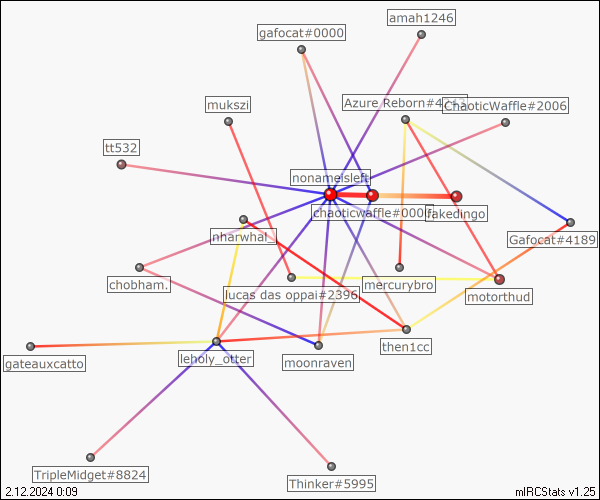 amah1246
gafocat#0000
mukszi
Azure Reborn#4
ChaoticWaffle#2006
tt532
nonameisleft
chaoticwaffle#000
fakedingo
nharwhal_
Gafocat#4189
chobham.
lucas das oppai#2396
mercurybro
motorthud
then1cc
gateauxcatto
leholy_otter
moonraven
TripleMidget#8824
Thinker#5995
2.12.2024 0:09
mIRCStats v1.25